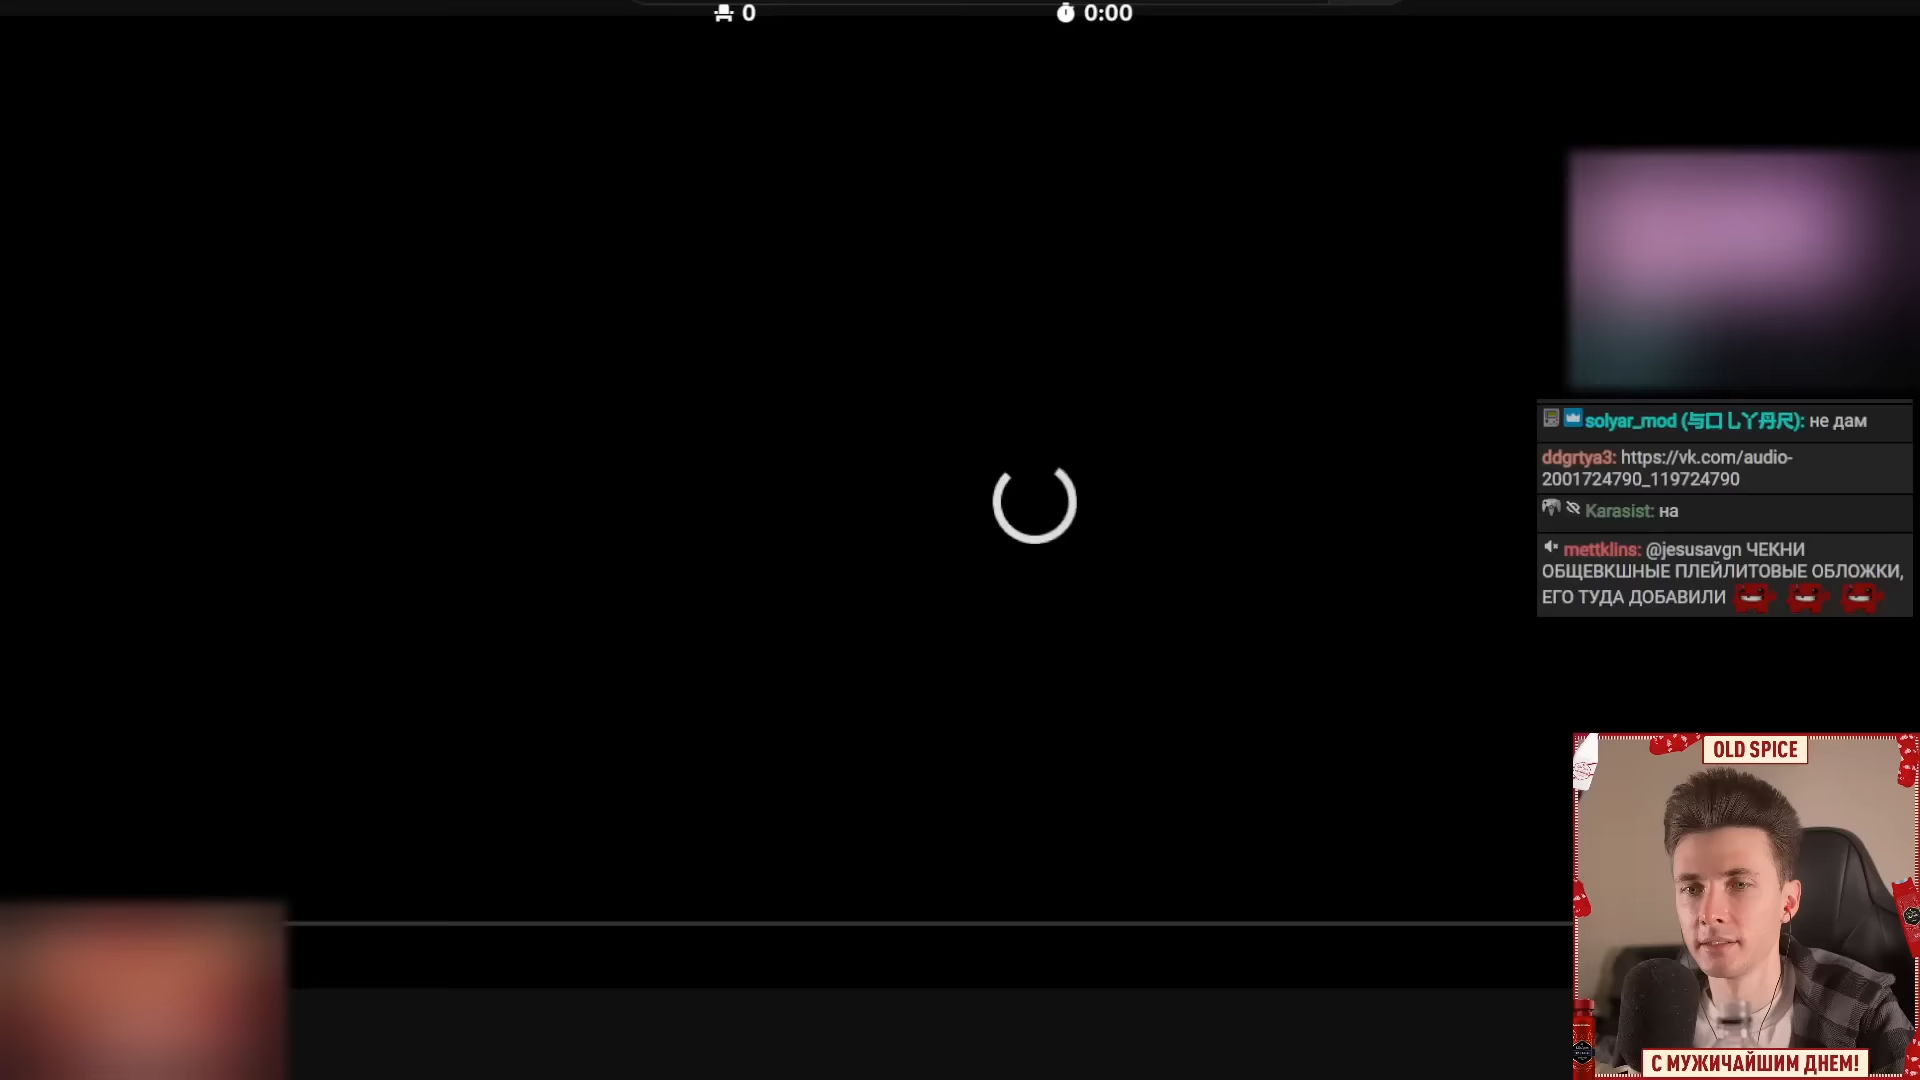 0
0:00
solyar_mod (与口乚丫丹尺): не дам
ddgrtya3: https://vk.com/audio-
2001724790_119724790
Karasist: на
mettklins: @jesusavgn ЧЕКНИ
ОБЩЕВКШНЫЕ ПЛЕЙЛИТОВЫЕ ОБЛОЖКИ,
ЕГО ТУДА ДОБАВИЛИ
OLD SPICE
С МУЖИЧАЙШИМ ДНЕМ!